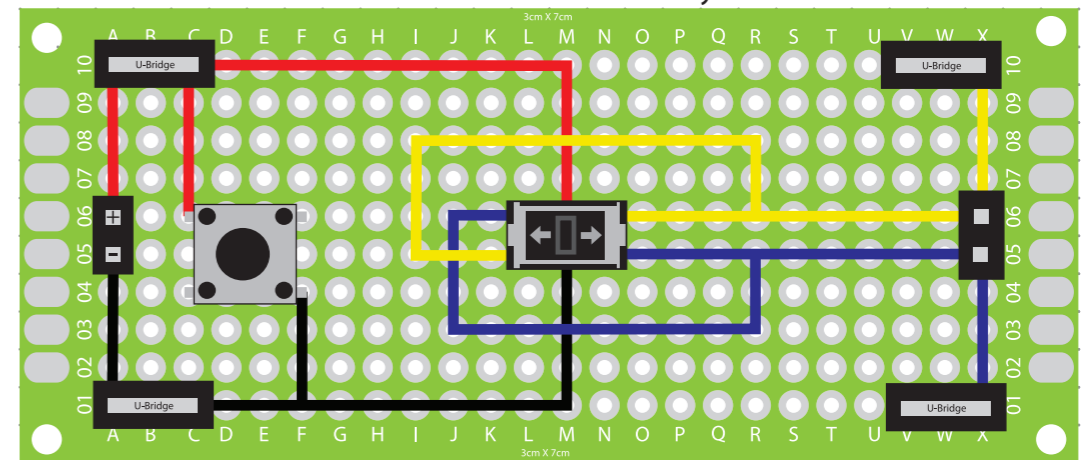 3cm X 7cm
A B C D E F G H I J K L M N O P Q R S T U V W X
10 U-Bridge U-Bridge 10
09 09
08 08
07 07
06 + 06
05 - 05
04 04
03 03
02 02
01 U-Bridge U-Bridge 01
A B C D E F G H I J K L M N O P Q R S T U V W X
3cm X 7cm